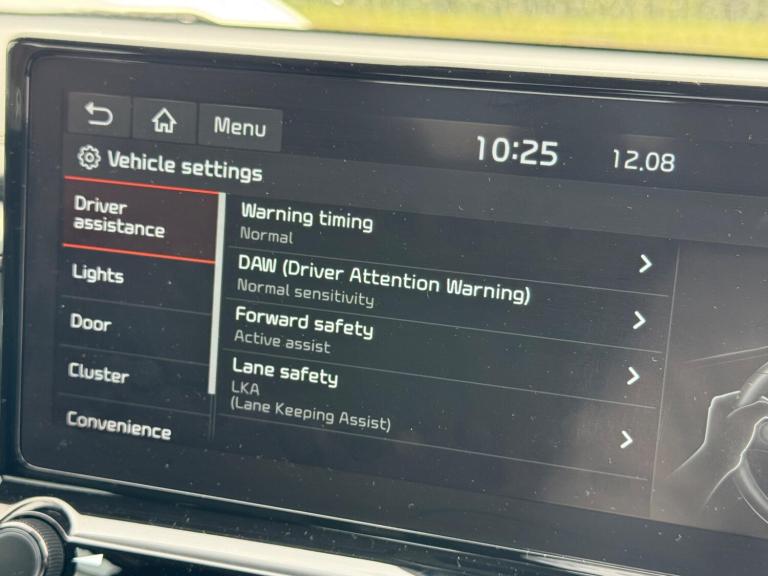 Menu
10:25
12.08
Vehicle settings
Driver
assistance
Lights
Door
Cluster
Convenience
Warning timing
Normal
DAW (Driver Attention Warning)
Normal sensitivity
Forward safety
Active assist
Lane safety
LKA
(Lane Keeping Assist)